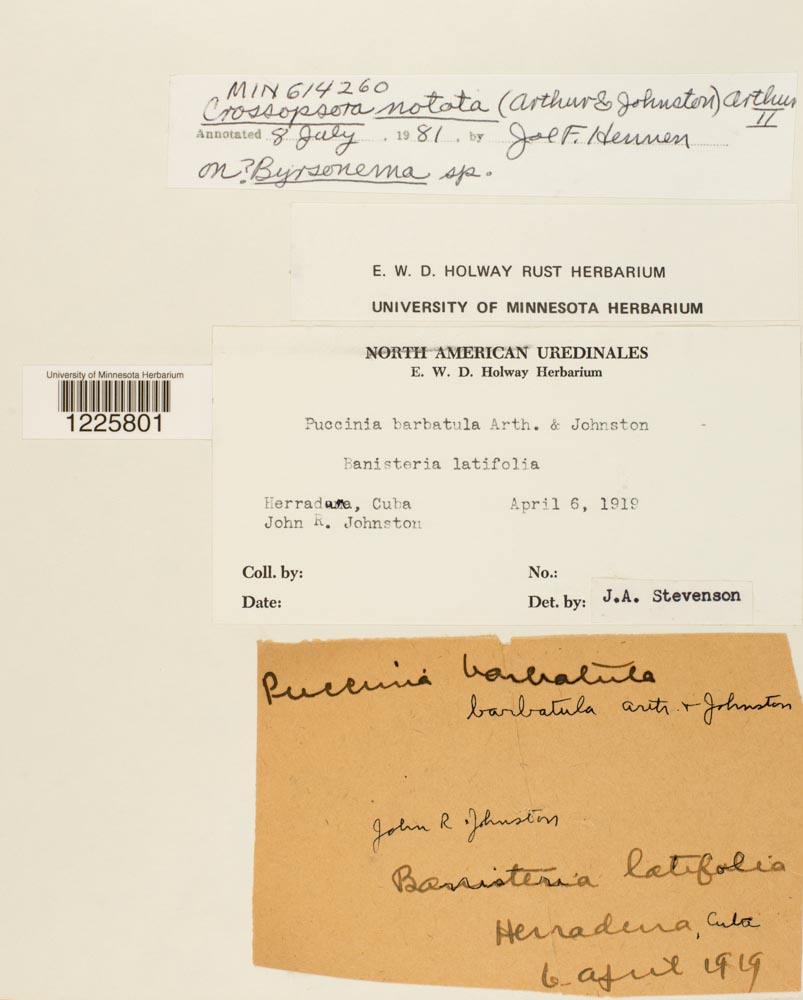 MIN 614260
Crossopsora notata (Arthur & Johnston) Arthur
II
Annotated 8 July, 1981, by Joe F. Hennen
on ? Byrsonema sp.
E. W. D. HOLWAY RUST HERBARIUM
UNIVERSITY OF MINNESOTA HERBARIUM
NORTH AMERICAN UREDINALES
E. W. D. Holway Herbarium
University of Minnesota Herbarium
1225801
Puccinia barbatula Arth. & Johnston
Banisteria latifolia
Herradura, Cuba April 6, 1919
John R. Johnston
Coll. by: No.:
Date: Det. by: J.A. Stevenson
Puccinia barbatula
barbatula Arth. & Johnston
John R. Johnston
Banisteria latifolia
Herradura, Cuba
6 april 1919